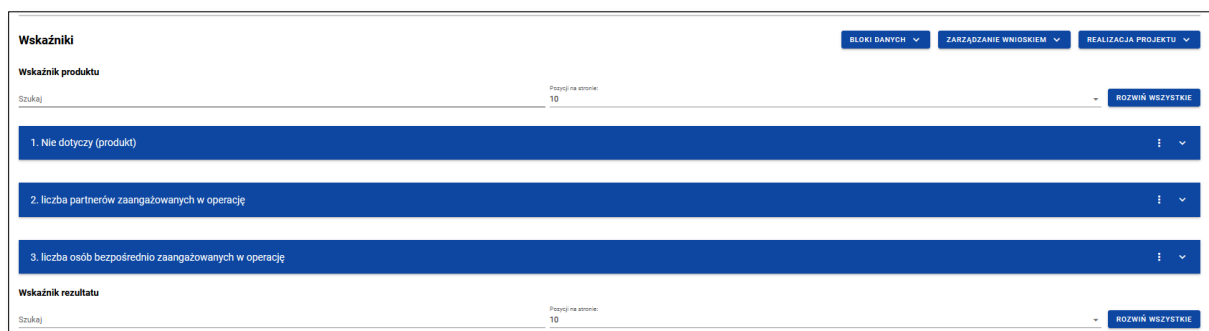 Wskaźniki BLOKI DANYCH ZARZĄDZANIE WNIOSKIEM REALIZACJA PROJEKTU
Wskaźnik produktu
Pozycji na stronie:
Szukaj 10 ROZWIŃ WSZYSTKIE
1. Nie dotyczy (produkt)
2. liczba partnerów zaangażowanych w operację
3. liczba osób bezpośrednio zaangażowanych w operację
Wskaźnik rezultatu
Pozycji na stronie:
Szukaj 10 ROZWIŃ WSZYSTKIE